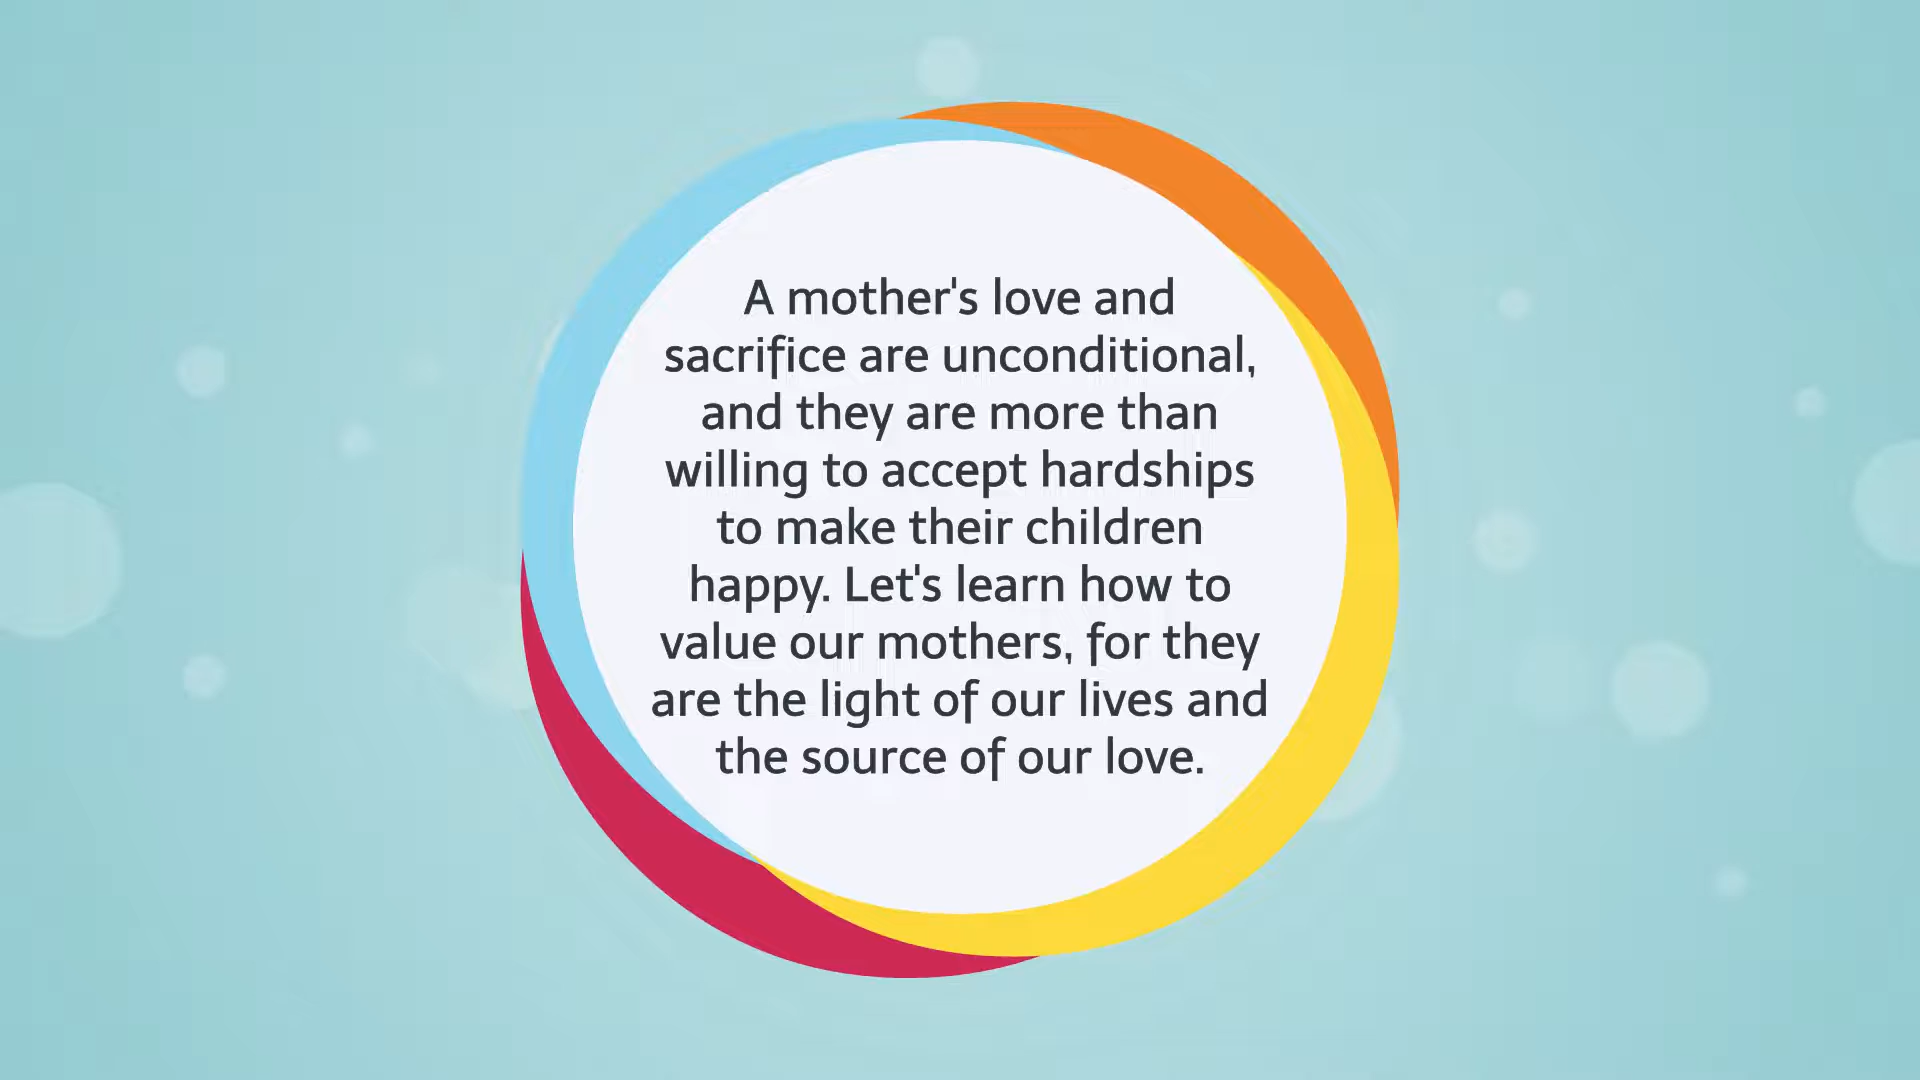 A mother's love and
sacrifice are unconditional,
and they are more than
willing to accept hardships
to make their children
happy. Let's learn how to
value our mothers, for they
are the light of our lives and
the source of our love.